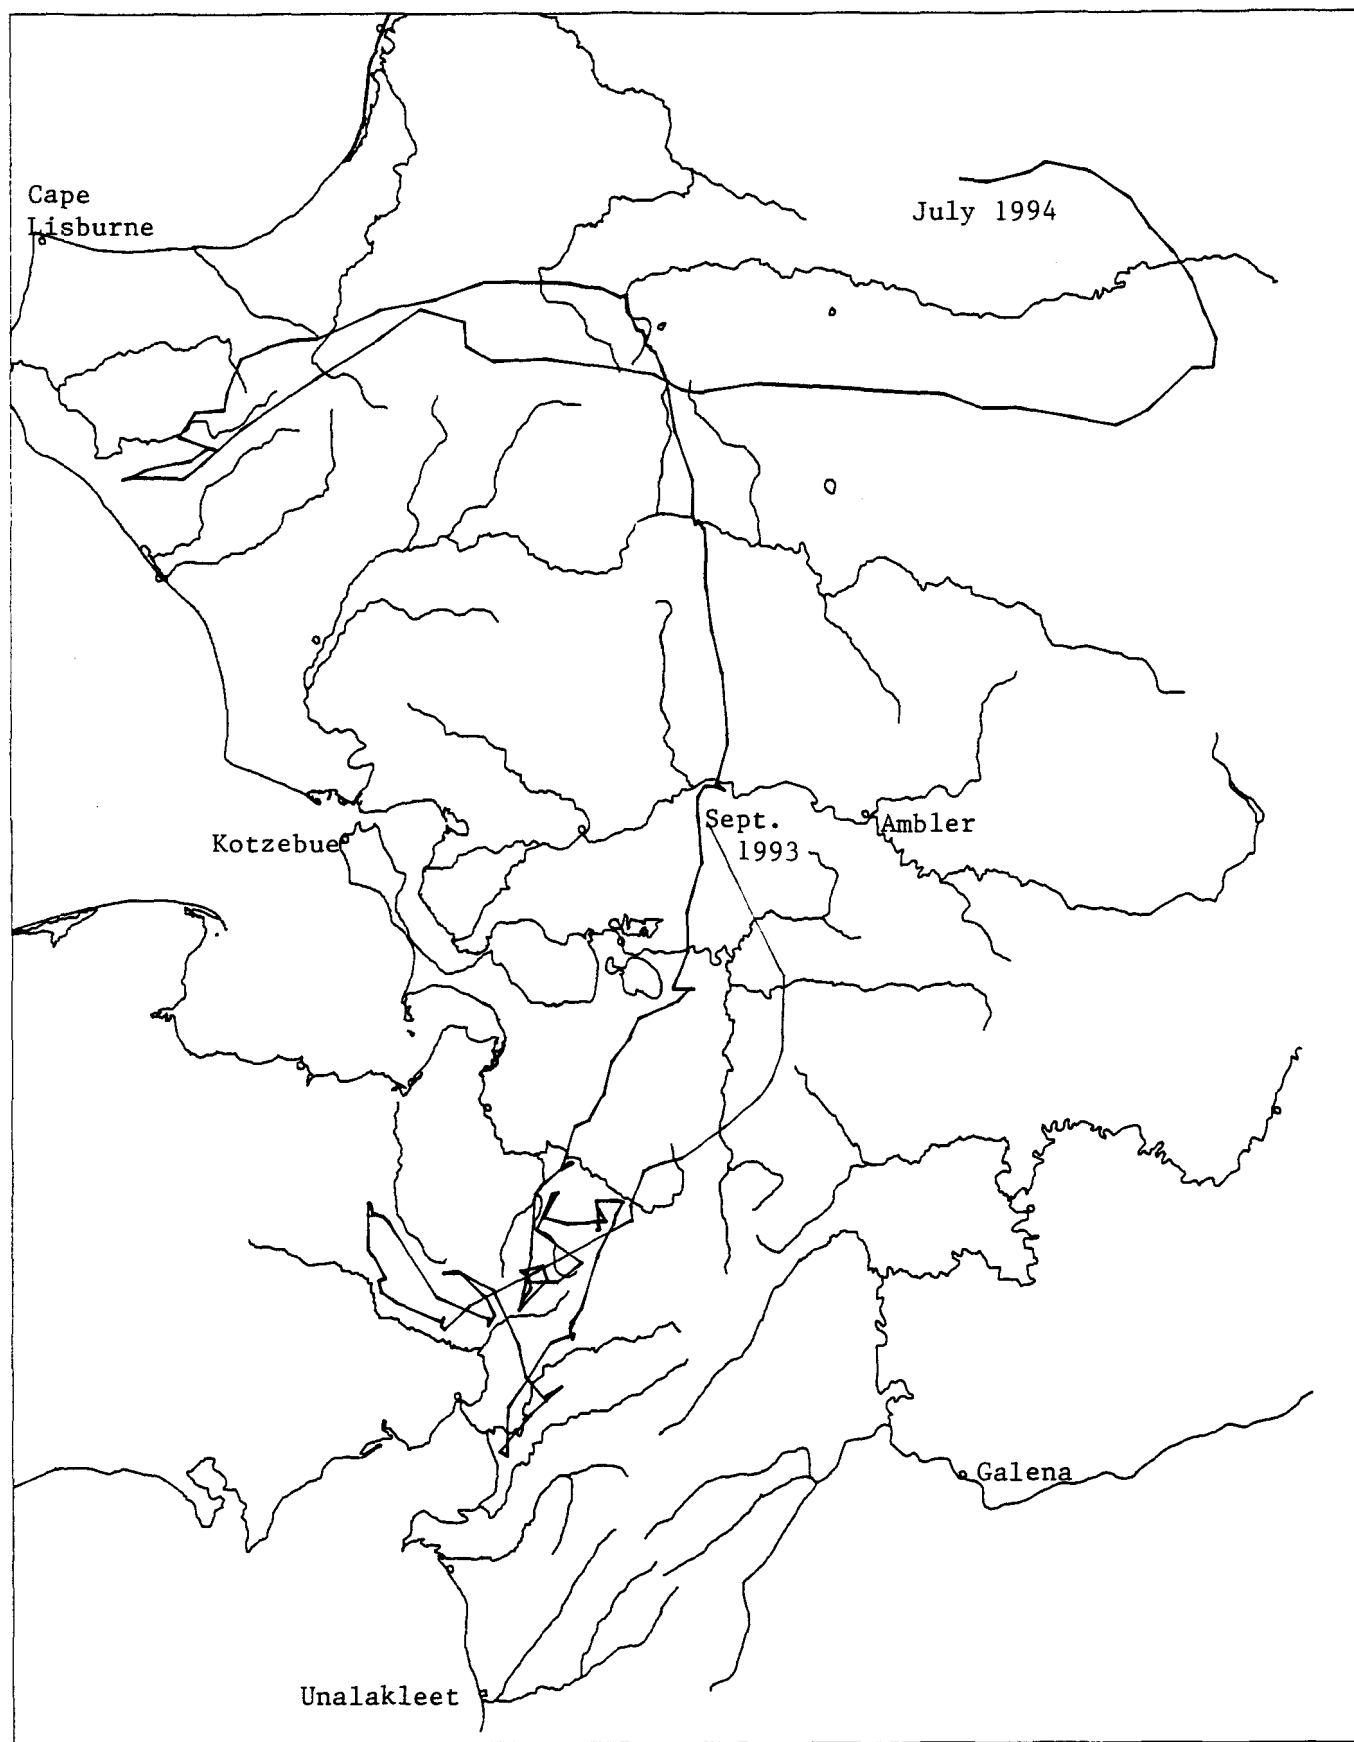 Cape
Lisburne
July 1994
Sept.
1993
Ambler
Kotzebue
Galena
Unalakleet